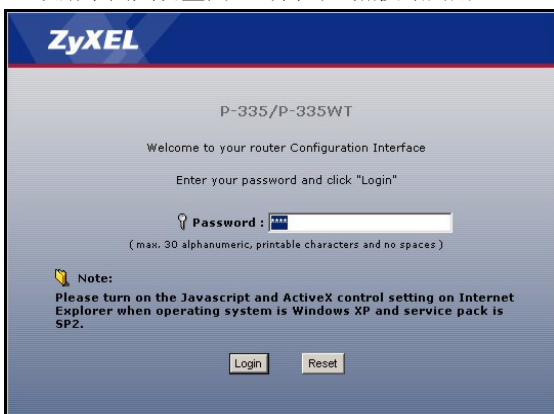 ZyXEL
P-335/P-335WT
Welcome to your router Configuration Interface
Enter your password and click "Login"
Password : ****
( max. 30 alphanumeric, printable characters and no spaces )
Note:
Please turn on the Javascript and ActiveX control setting on Internet
Explorer when operating system is Windows XP and service pack is
SP2.
Login Reset